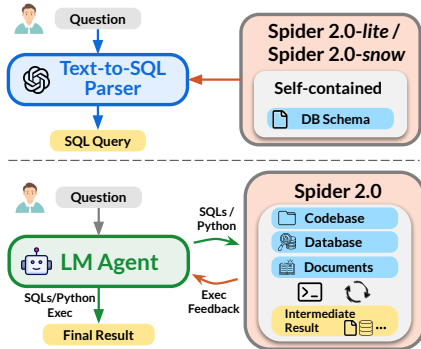 Question
Text-to-SQL
Parser
SQL Query
Spider 2.0-lite /
Spider 2.0-snow
Self-contained
DB Schema
Question
LM Agent
SQLs/Python
Exec
Final Result
SQLs /
Python
Exec
Feedback
Spider 2.0
Codebase
Database
Documents
Intermediate
Result